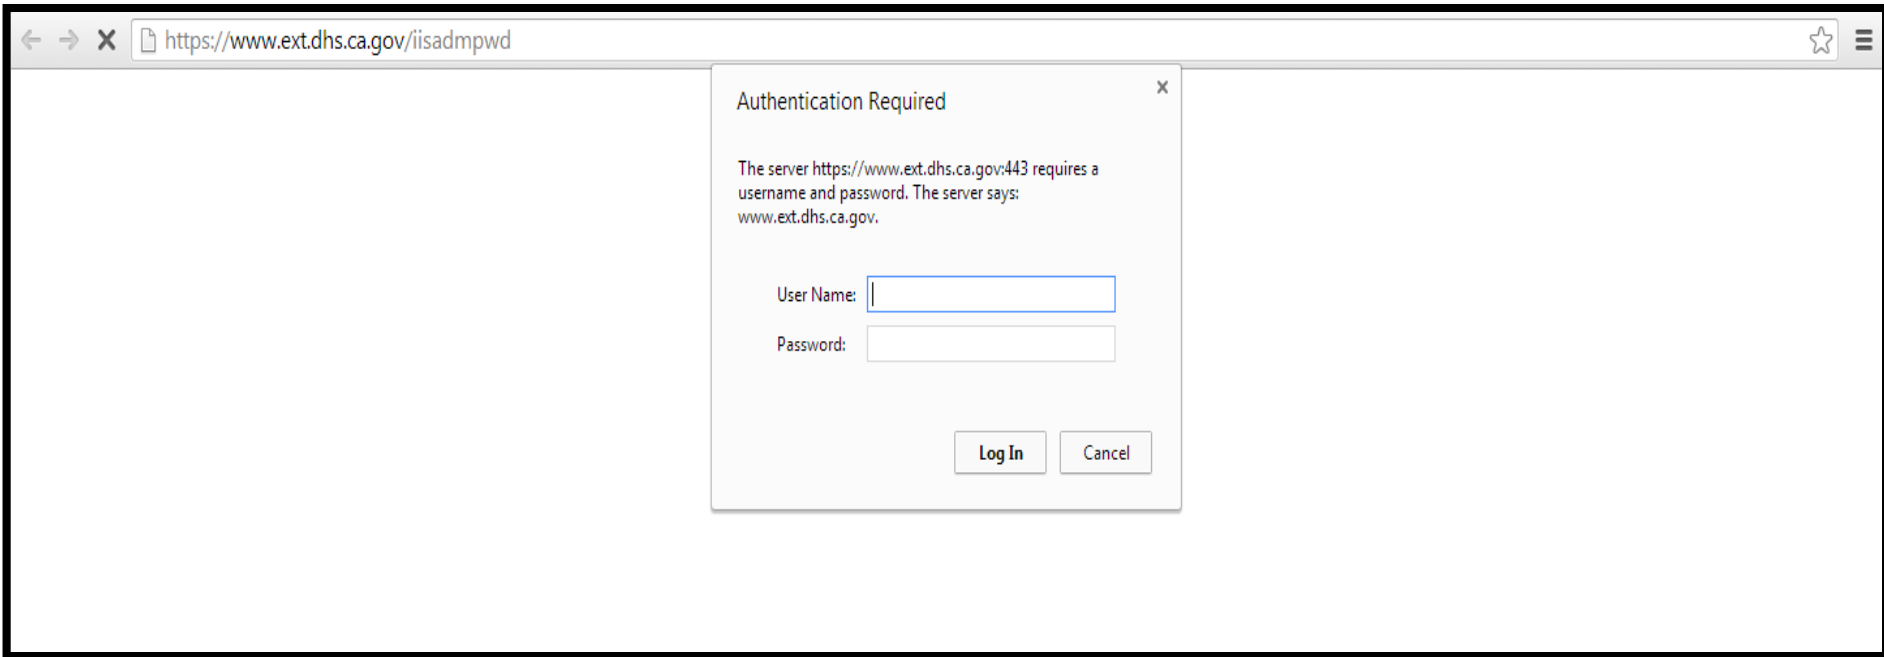 https://www.ext.dhs.ca.gov/iisadmpwd
Authentication Required
The server https://www.ext.dhs.ca.gov:443 requires a
username and password. The server says:
www.ext.dhs.ca.gov.
User Name:
Password:
Log In
Cancel